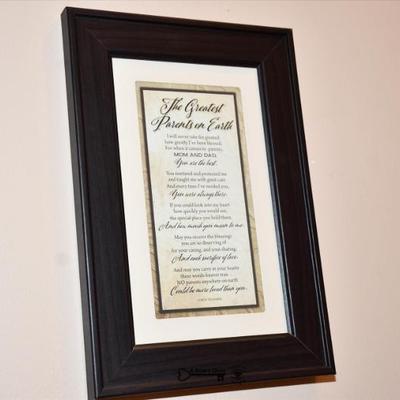 The Greatest
Parents on Earth
I will never take for granted
how greatly I've been blessed.
For when it comes to parents,
MOM AND DAD,
You are the best.
You nurtured and protected me
and taught me with great care.
And every time I've needed you,
You were always there.
If you could look into my heart
how quickly you would see,
the special place you hold there,
And how much you mean to me.
May you receive the blessings
you are so deserving of
for your caring, and your sharing,
And each sacrifice of love.
And may you carry in your hearts
these words forever true
NO parents anywhere on earth
Could be more loved than you.